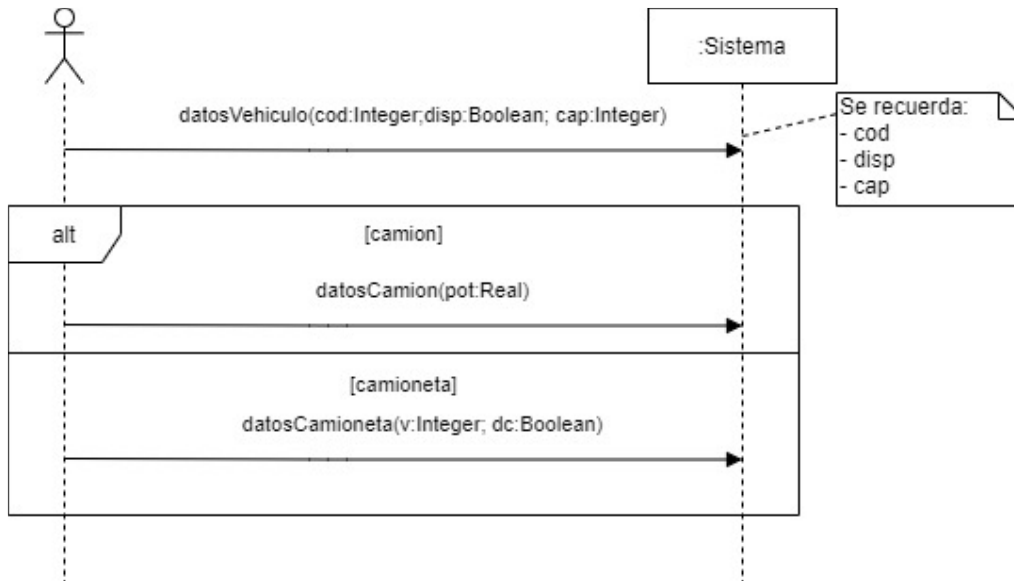 :Sistema
datosVehiculo(cod:Integer;disp:Boolean; cap:Integer)
Se recuerda:
- cod
- disp
- cap
alt
[camion]
datosCamion(pot:Real)
[camioneta]
datosCamioneta(v:Integer; dc:Boolean)